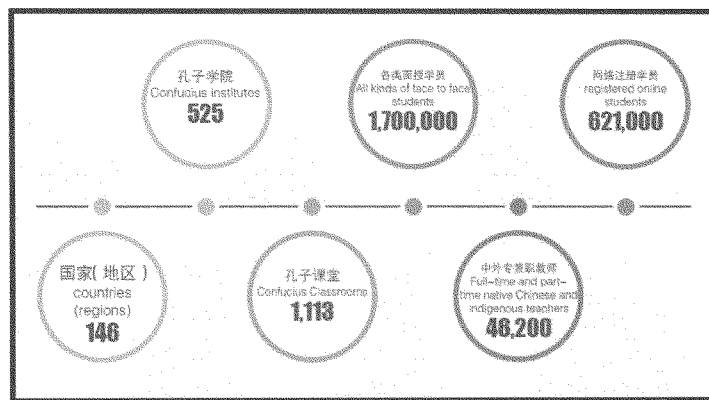 孔子学院
Confucius institutes
525
各类面授学员
All kinds of face to face
students
1,700,000
网络注册学员
registered online
students
621,000
国家(地区)
countries
(regions)
146
孔子课堂
Confucius Classrooms
1,113
中外专兼职教师
Full-time and part-
time native Chinese and
indigenous teachers
46,200